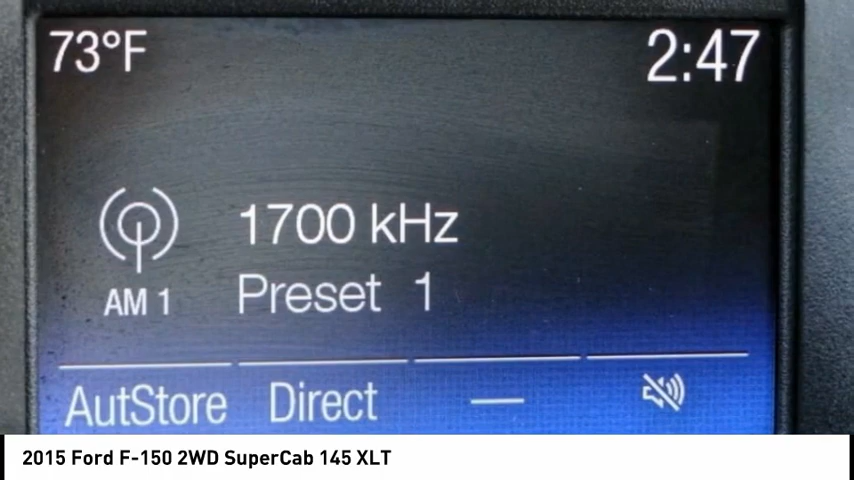 73°F 2:47
1700 kHz
AM 1 Preset 1
AutStore Direct —
2015 Ford F-150 2WD SuperCab 145 XLT